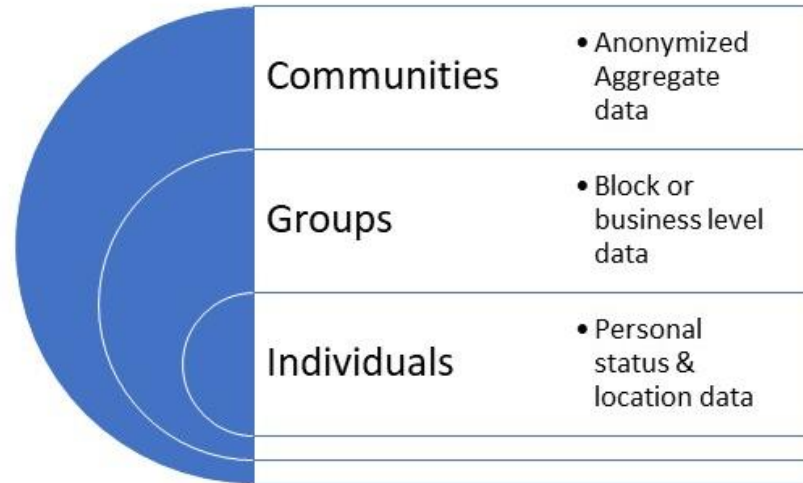 Communities
• Anonymized
Aggregate
data
Groups
• Block or
business level
data
Individuals
• Personal
status &
location data